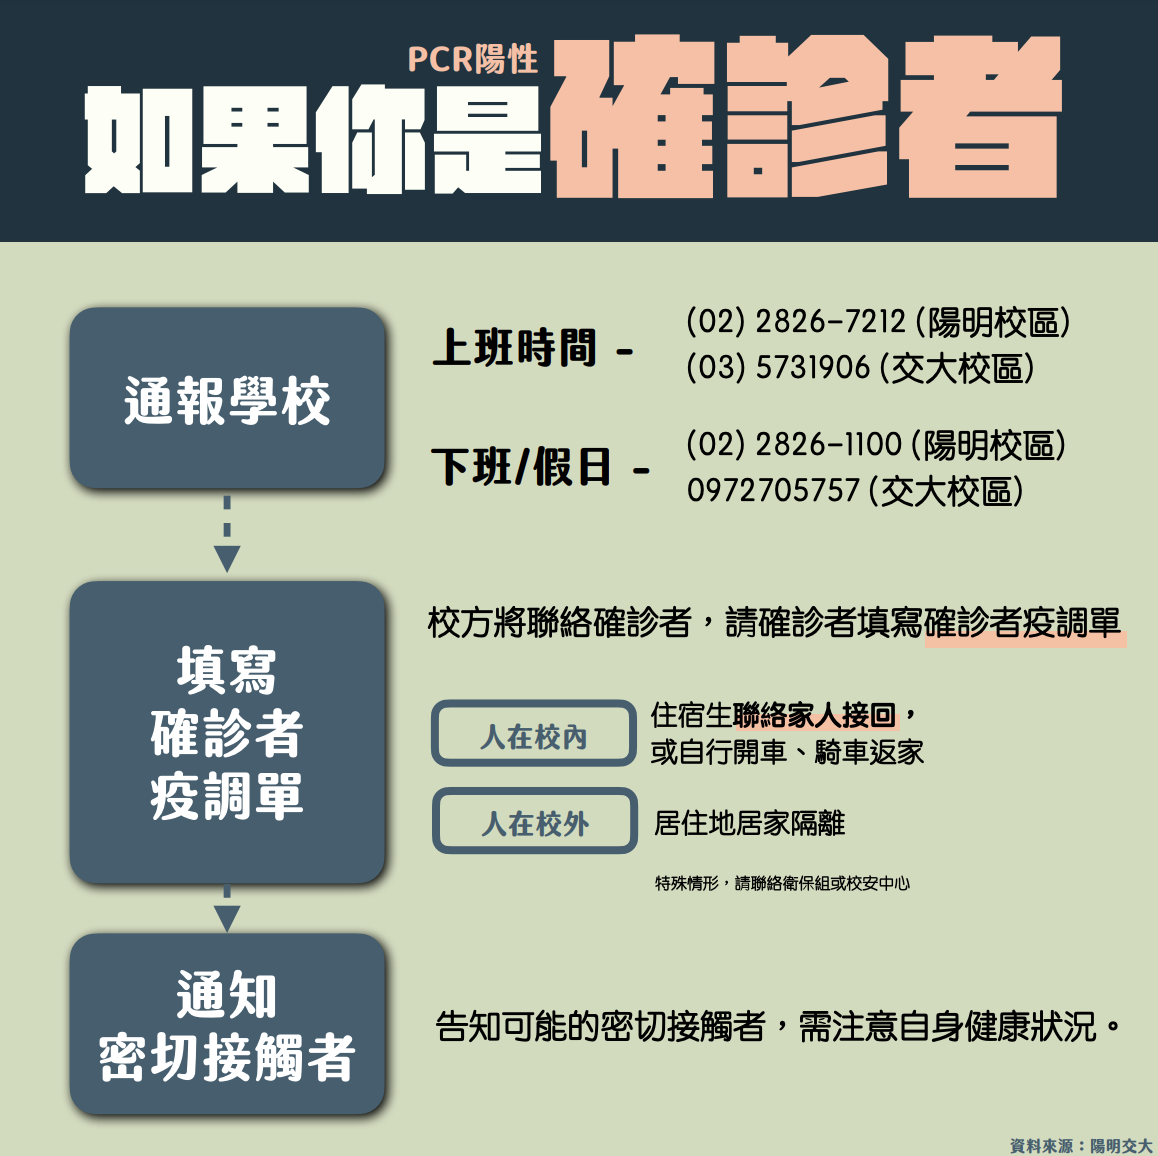 PCR陽性
如果你是確診者
通報學校
上班時間 -
(02) 2826-7212 (陽明校區)
(03) 5731906 (交大校區)
下班/假日 -
(02) 2826-1100 (陽明校區)
0972705757 (交大校區)
填寫
確診者
疫調單
校方將聯絡確診者，請確診者填寫確診者疫調單
人在校內
住宿生聯絡家人接回，
或自行開車、騎車返家
人在校外
居住地居家隔離
特殊情形，請聯絡衛保組或校安中心
通知
密切接觸者
告知可能的密切接觸者，需注意自身健康狀況。
資料來源：陽明交大